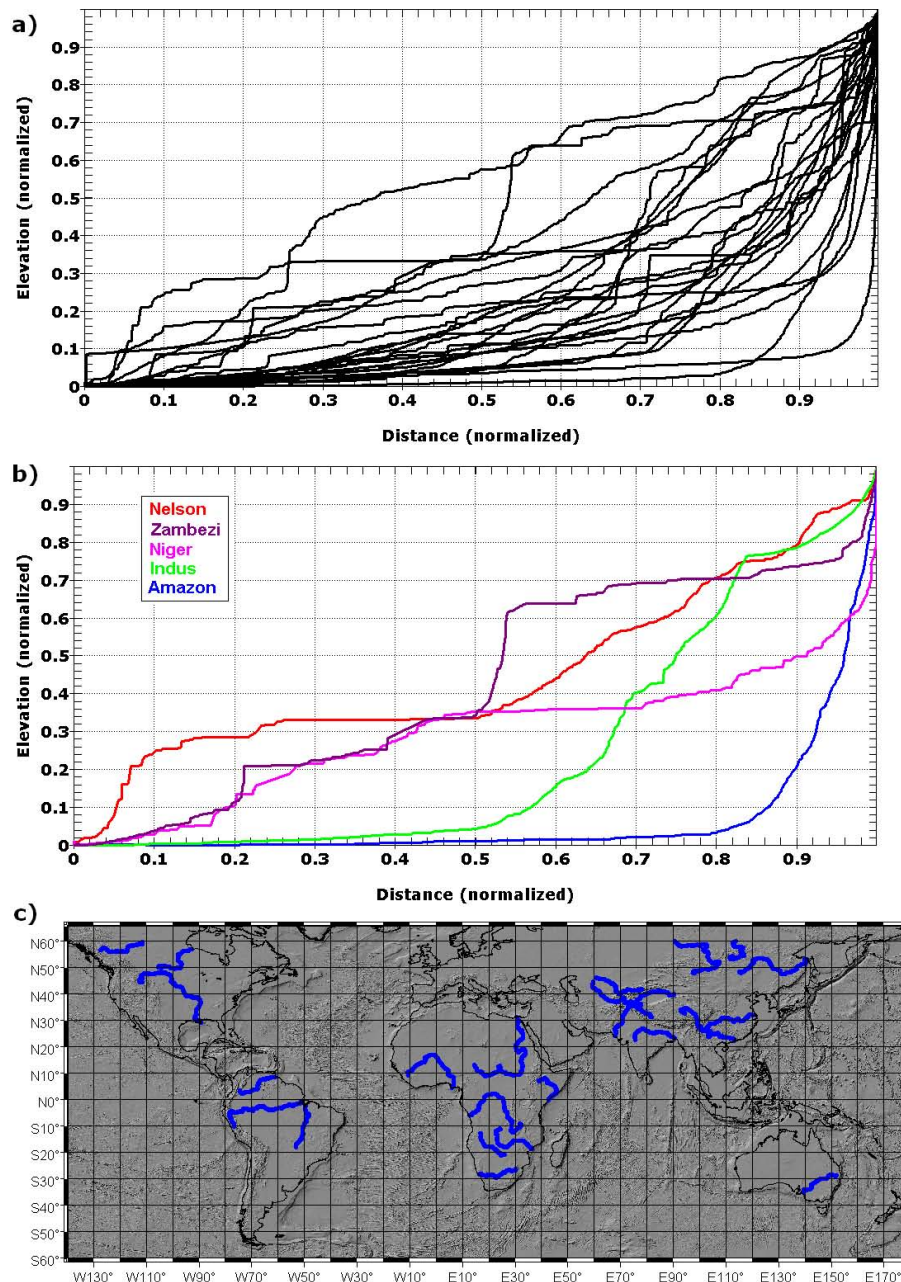 a)
Elevation (normalized)
0.9
0.8
0.7
0.6
0.5
0.4
0.3
0.2
0.1
0
0 0.1 0.2 0.3 0.4 0.5 0.6 0.7 0.8 0.9
Distance (normalized)
b)
Elevation (normalized)
0.9
0.8
0.7
0.6
0.5
0.4
0.3
0.2
0.1
0
Nelson
Zambezi
Niger
Indus
Amazon
0 0.1 0.2 0.3 0.4 0.5 0.6 0.7 0.8 0.9
Distance (normalized)
c)
N60°
N50°
N40°
N30°
N20°
N10°
N0°
S10°
S20°
S30°
S40°
S50°
S60°
W130° W110° W90° W70° W50° W30° W10° E10° E30° E50° E70° E90° E110° E130° E150° E170°